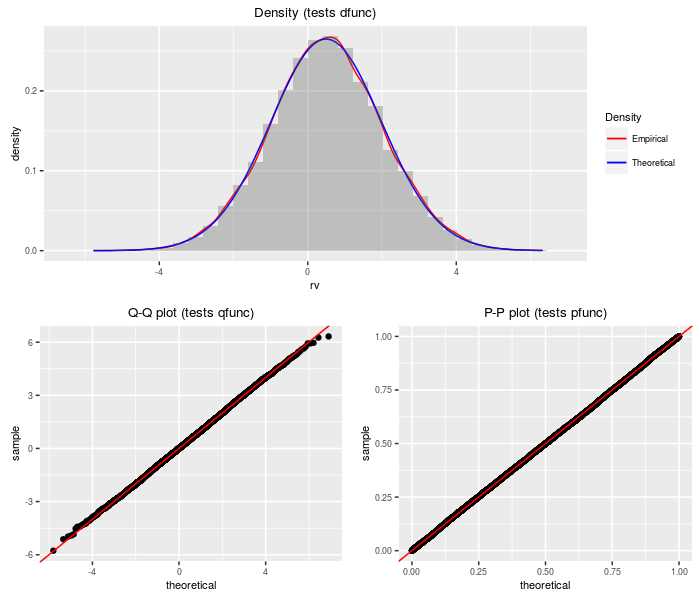 Density (tests dfunc)
density
0.2
0.1
0.0
-4
0
4
rv
Density
Empirical
Theoretical
Q-Q plot (tests qfunc)
sample
6
3
0
-3
-6
-4
0
4
theoretical
P-P plot (tests pfunc)
sample
1.00
0.75
0.50
0.25
0.00
0.00
0.25
0.50
0.75
1.00
theoretical